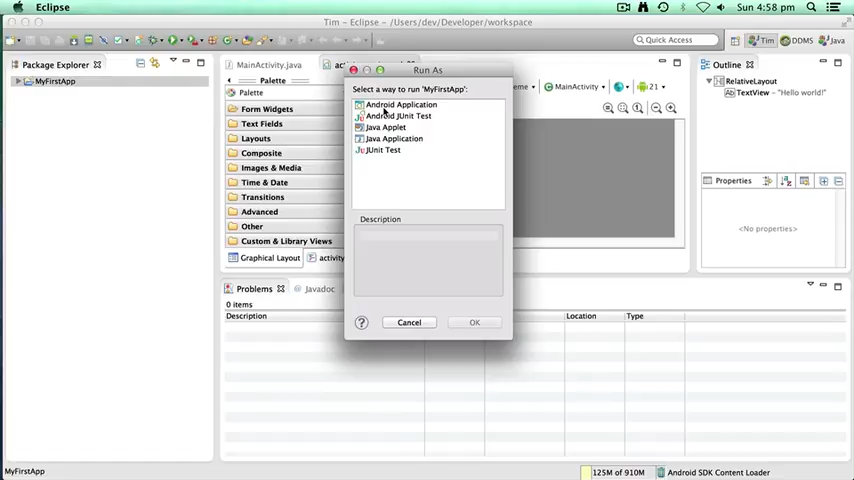 Eclipse
Sun 4:58 pm
Tim - Eclipse - /Users/dev/Developer/workspace
Quick Access
Tim
DDMS
Java
Package Explorer
MyFirstApp
MainActivity.java
Palette
Palette
Form Widgets
Text Fields
Layouts
Composite
Images & Media
Time & Date
Transitions
Advanced
Other
Custom & Library Views
Graphical Layout
MainActivity
21
Run As
Select a way to run 'MyFirstApp':
Android Application
Android JUnit Test
Java Applet
Java Application
JUnit Test
Description
?
Cancel
OK
Outline
RelativeLayout
TextView - "Hello world!"
Properties
<No properties>
Problems
Javadoc
0 items
Description
Location
Type
MyFirstApp
125M of 910M
Android SDK Content Loader